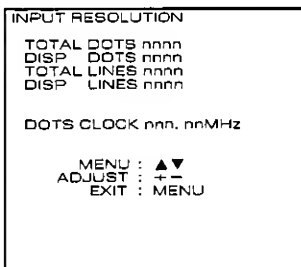 INPUT RESOLUTION
TOTAL DOTS nnnn
DISP DOTS nnnn
TOTAL LINES nnnn
DISP LINES nnnn
DOTS CLOCK nnn. nnMHz
MENU : ▲▼
ADJUST : + −
EXIT : MENU